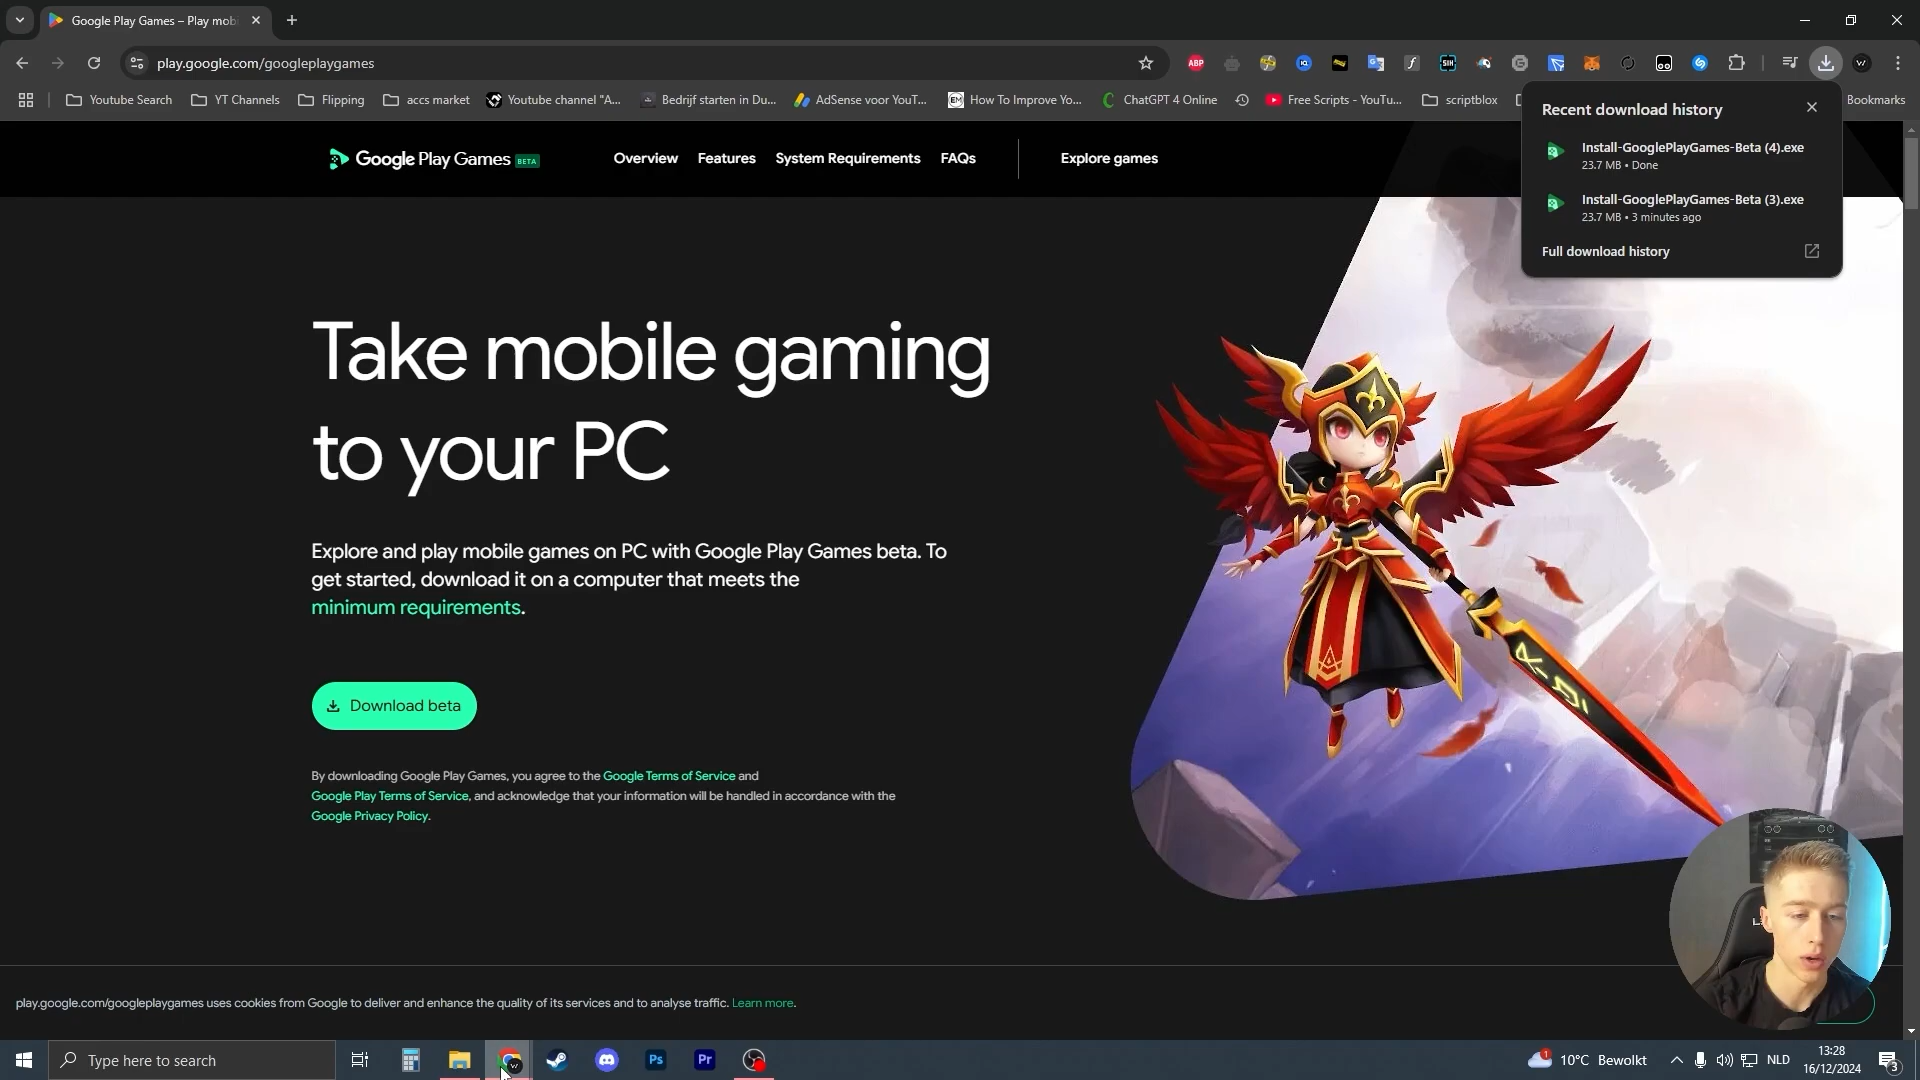 Google Play Games – Play mob
play.google.com/googleplaygames
ABP
SIH
Youtube Search
YT Channels
Flipping
accs market
Youtube channel "A...
Bedrijf starten in Du...
AdSense voor YouT...
EM
How To Improve Yo...
ChatGPT 4 Online
Free Scripts - YouTu...
scriptblox
Bookmarks
Recent download history
Install-GooglePlayGames-Beta (4).exe
23.7 MB • Done
Install-GooglePlayGames-Beta (3).exe
23.7 MB • 3 minutes ago
Full download history
Google Play Games BETA
Overview
Features
System Requirements
FAQs
Explore games
Take mobile gaming
to your PC
Explore and play mobile games on PC with Google Play Games beta. To
get started, download it on a computer that meets the
minimum requirements.
Download beta
By downloading Google Play Games, you agree to the Google Terms of Service and
Google Play Terms of Service, and acknowledge that your information will be handled in accordance with the
Google Privacy Policy.
play.google.com/googleplaygames uses cookies from Google to deliver and enhance the quality of its services and to analyse traffic. Learn more.
Type here to search
W
Ps
Pr
1
10°C Bewolkt
NLD
13:28
16/12/2024
3